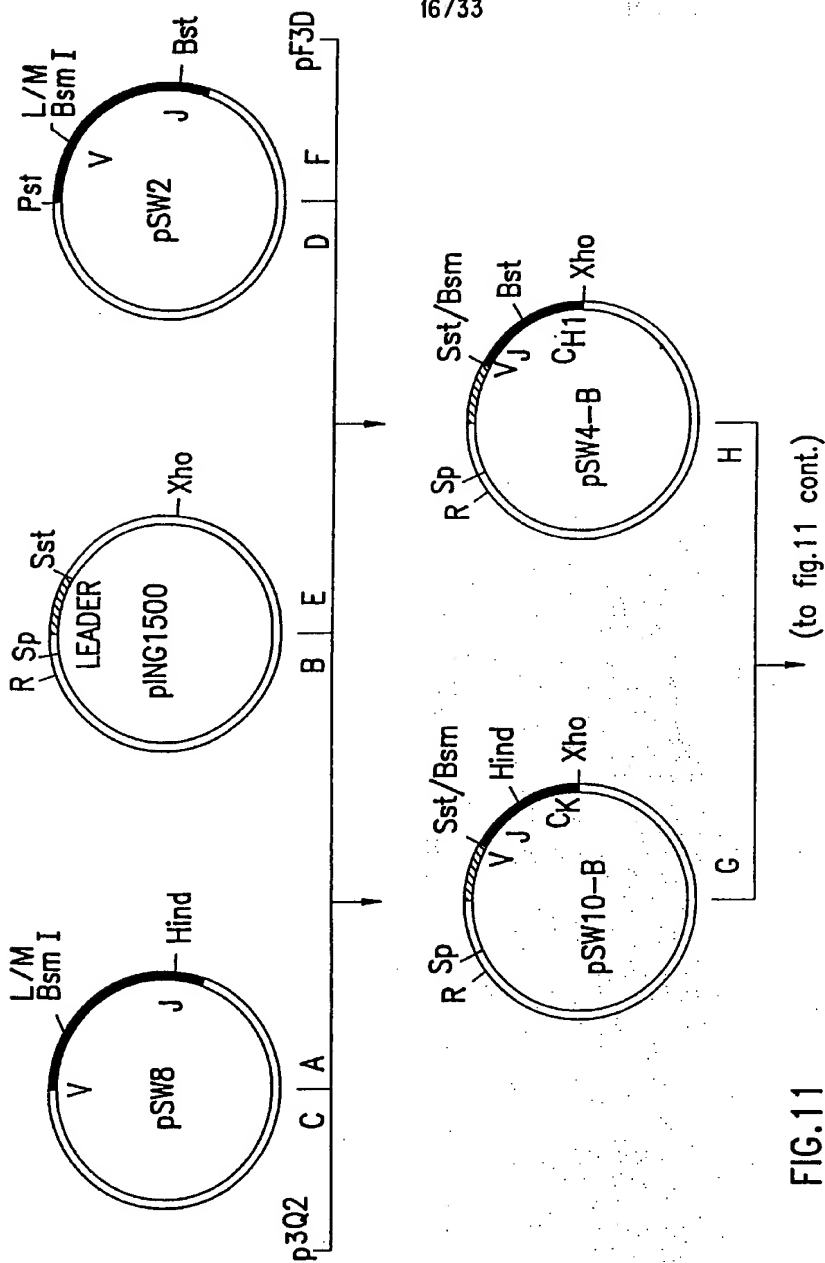 16/33
L/M
Bsm I
V
J
Hind
pSW8
R
Sp
Sst
LEADER
Xho
pING1500
Pst
L/M
Bsm I
V
J
Bst
pSW2
p3Q2
C
A
B
E
D
F
pF3D
R
Sp
Sst/Bsm
V
J
Hind
CK
Xho
pSW10-B
R
Sp
Sst/Bsm
V
J
Bst
CH1
Xho
pSW4-B
G
H
(to fig.11 cont.)
FIG.11